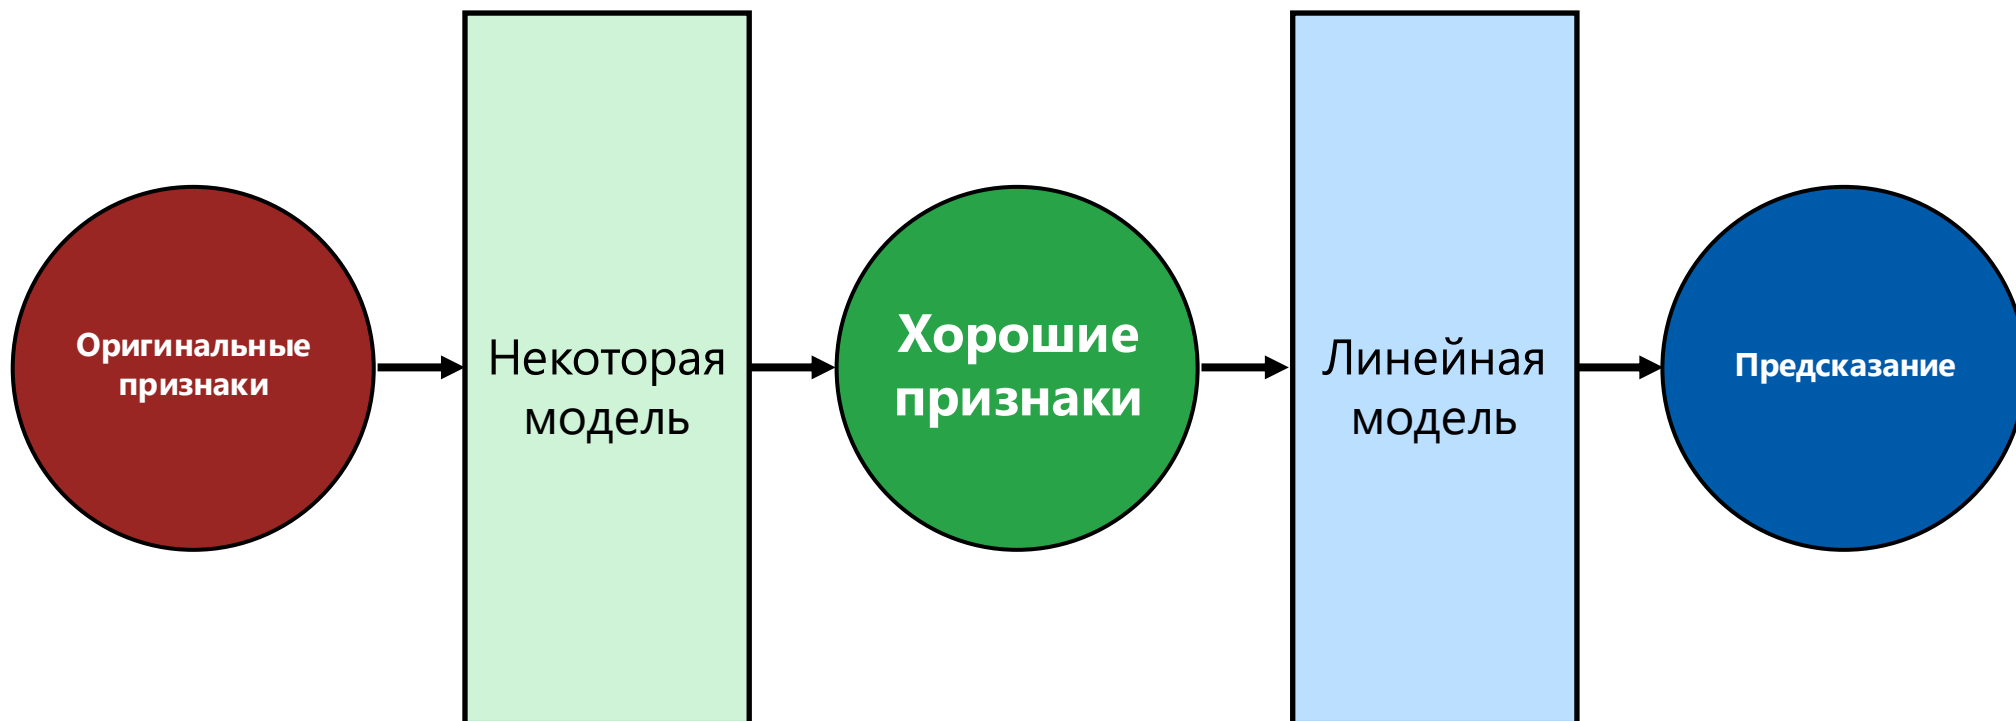 Оригинальные
признаки
Некоторая
модель
Хорошие
признаки
Линейная
модель
Предсказание